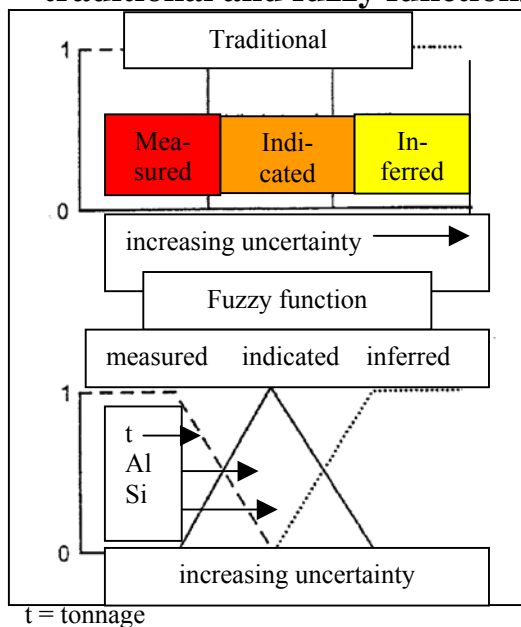 traditional and fuzzy function
Traditional
1
Mea-
sured
Indi-
cated
In-
ferred
0
increasing uncertainty
Fuzzy function
measured indicated inferred
1
t
Al
Si
0
increasing uncertainty
t = tonnage